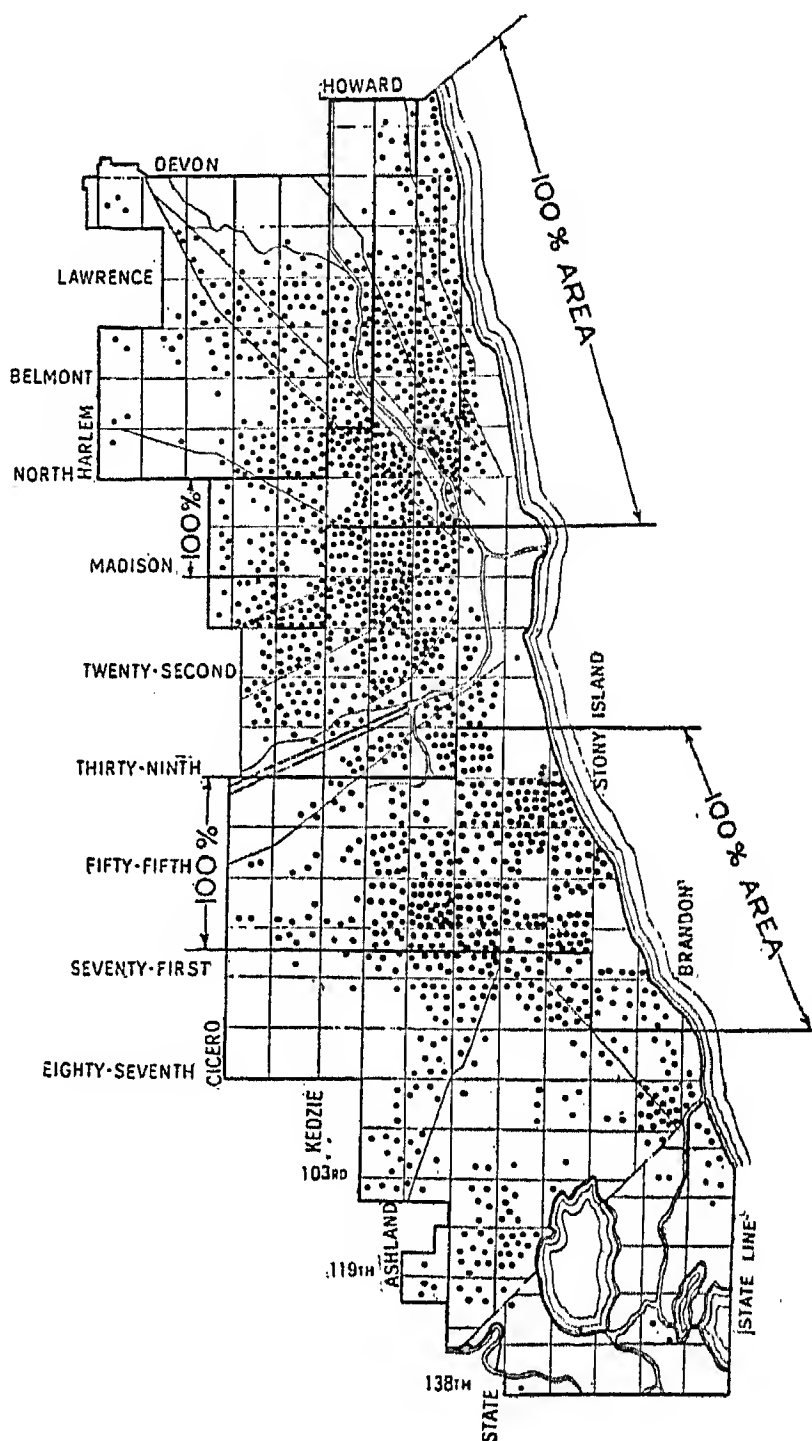 HOWARD
DEVON
100% AREA
LAWRENCE
BELMONT
HARLEM
NORTH
100%
MADISON
TWENTY-SECOND
STONY ISLAND
THIRTY-NINTH
100%
100% AREA
FIFTY-FIFTH
BRANDON
SEVENTY-FIRST
CICERO
EIGHTY-SEVENTH
KEDZIE
103RD
ASHLAND
119TH
STATE LINE
138TH
STATE